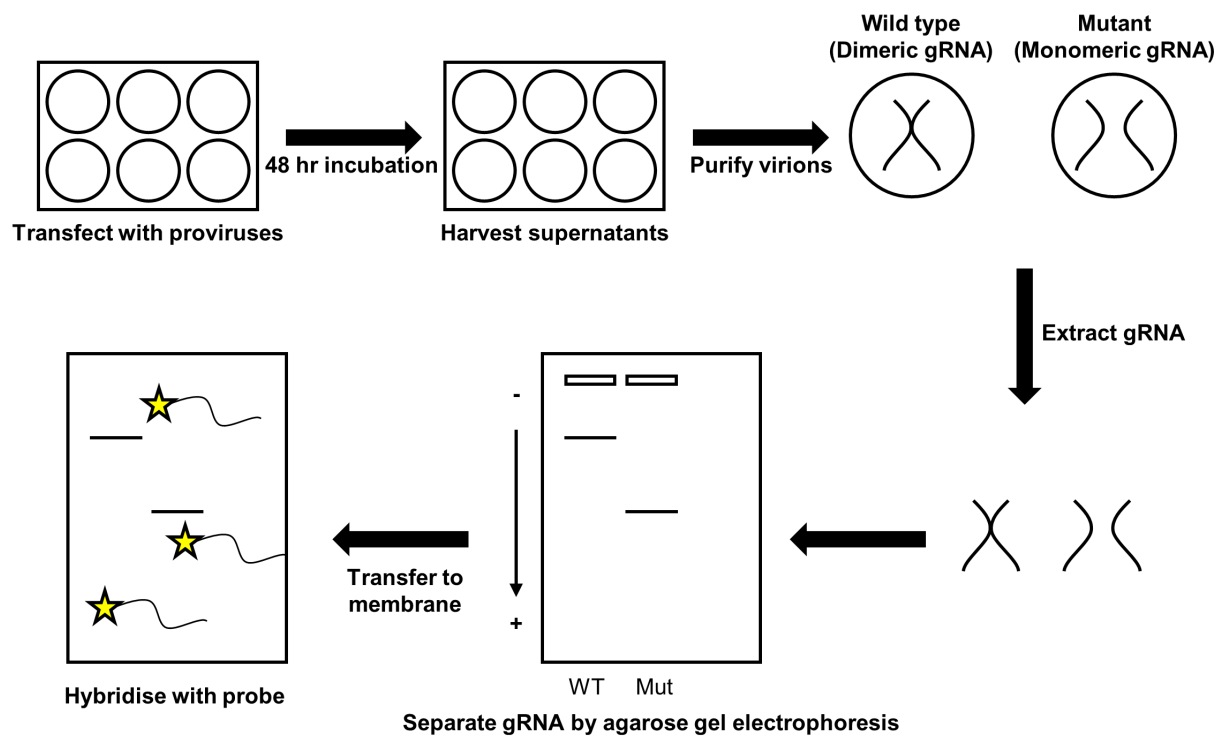 Wild type
(Dimeric gRNA)
Mutant
(Monomeric gRNA)
48 hr incubation
Purify virions
Transfect with proviruses
Harvest supernatants
Extract gRNA
-
+
Transfer to
membrane
WT
Mut
Hybridise with probe
Separate gRNA by agarose gel electrophoresis